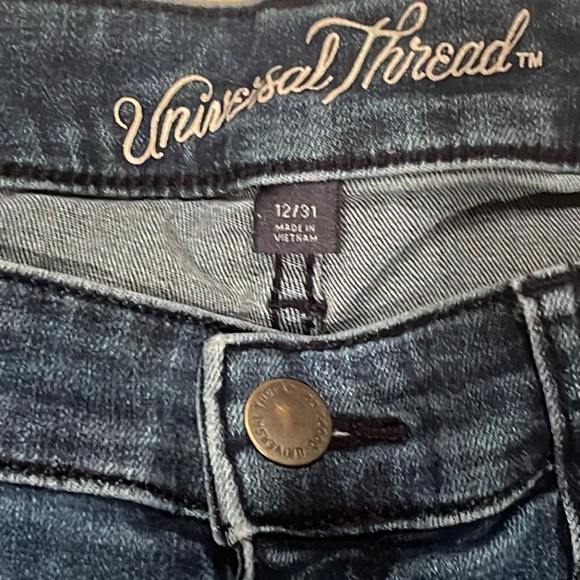 Universal Thread™
12/31
MADE IN
VIETNAM